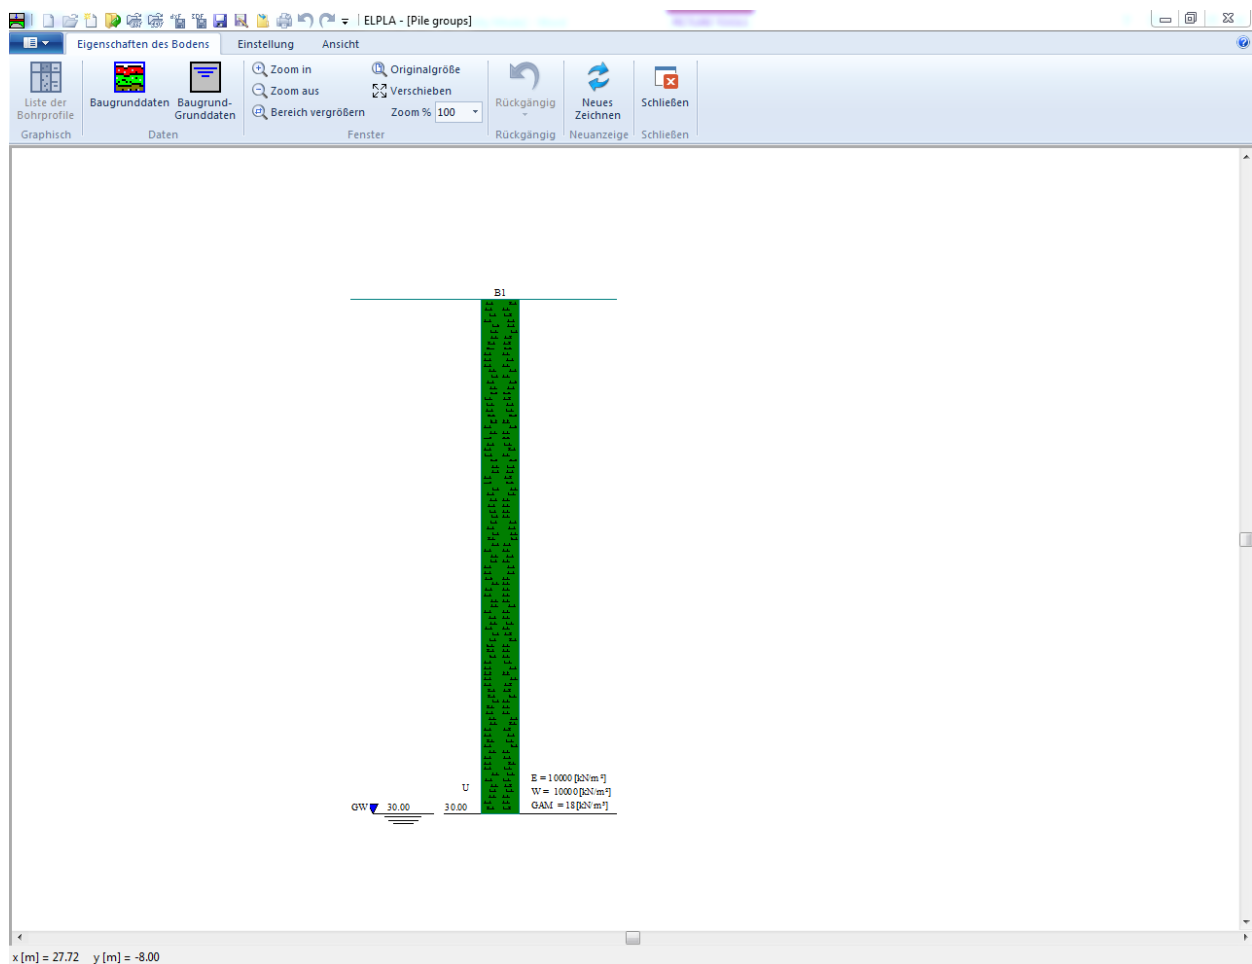 ELPLA - [Pile groups]
Eigenschaften des Bodens Einstellung Ansicht
Liste der Bohrprofile
Baugrunddaten
Baugrund-Grunddaten
Zoom in
Zoom aus
Bereich vergrößern
Originalgröße
Verschieben
Zoom % 100
Rückgängig
Neues Zeichnen
Schließen
Graphisch Daten Fenster Rückgängig Neuanzeige Schließen
B1
U
E = 10000 [kN/m²]
W = 10000 [kN/m²]
GAM = 18 [kN/m³]
GW 30.00 30.00
x [m] = 27.72 y [m] = -8.00